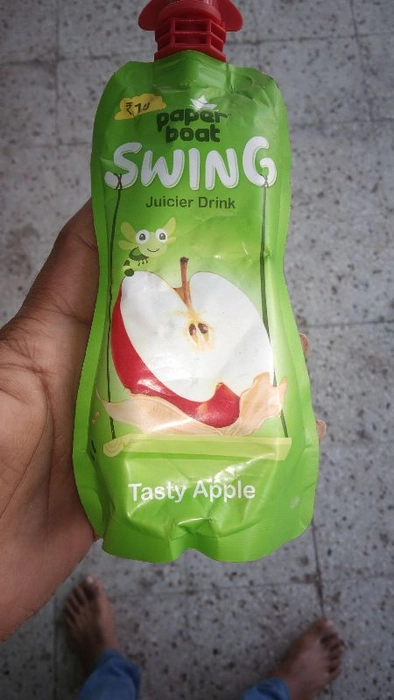 ₹10
paper
boat
SWING
Juicier Drink
Tasty Apple